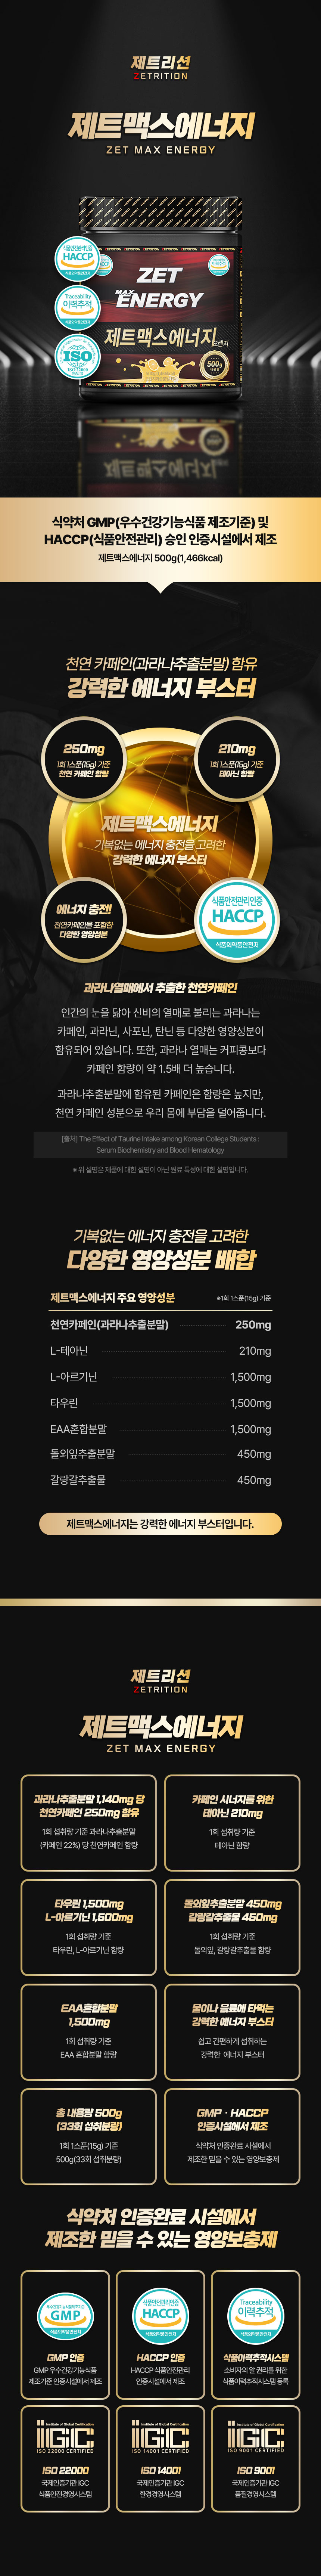 제트리션
ZETRITION
제트맥스에너지
ZET MAX ENERGY
식품안전관리인증
HACCP
식품의약품안전처
Traceability
이력추적
식품의약품안전처
ISO
ZET
MAX
ENERGY
제트맥스에너지
오렌지
500g
식약처 GMP(우수건강기능식품 제조기준) 및
HACCP(식품안전관리) 승인 인증시설에서 제조
제트맥스에너지 500g(1,466kcal)
천연 카페인(과라나추출분말) 함유
강력한 에너지 부스터
250mg
1회 1스푼(15g) 기준
천연 카페인 함량
210mg
1회 1스푼(15g) 기준
테아닌 함량
제트맥스에너지
기복없는 에너지 충전을 고려한
강력한 에너지 부스터
에너지 충전!
천연카페인을 포함한
다양한 영양성분
식품안전관리인증
HACCP
식품의약품안전처
과라나열매에서 추출한 천연카페인
인간의 눈을 닮아 신비의 열매로 불리는 과라나는
카페인, 과라닌, 사포닌, 탄닌 등 다양한 영양성분이
함유되어 있습니다. 또한, 과라나 열매는 커피콩보다
카페인 함량이 약 1.5배 더 높습니다.
과라나추출분말에 함유된 카페인은 함량은 높지만,
천연 카페인 성분으로 우리 몸에 부담을 덜어줍니다.
[출처] The Effect of Taurine Intake among Korean College Students :
Serum Biochemistry and Blood Hematology
※ 위 설명은 제품에 대한 설명이 아닌 원료 특성에 대한 설명입니다.
기복없는 에너지 충전을 고려한
다양한 영양성분 배합
제트맥스에너지 주요 영양성분
※1회 1스푼(15g) 기준
천연카페인(과라나추출분말) 250mg
L-테아닌 210mg
L-아르기닌 1,500mg
타우린 1,500mg
EAA혼합분말 1,500mg
돌외잎추출분말 450mg
갈랑갈추출물 450mg
제트맥스에너지는 강력한 에너지 부스터입니다.
제트리션
ZETRITION
제트맥스에너지
ZET MAX ENERGY
과라나추출분말 1,140mg 당
천연카페인 250mg 함유
1회 섭취량 기준 과라나추출분말
(카페인 22%) 당 천연카페인 함량
카페인 시너지를 위한
테아닌 210mg
1회 섭취량 기준
테아닌 함량
타우린 1,500mg
L-아르기닌 1,500mg
1회 섭취량 기준
타우린, L-아르기닌 함량
돌외잎추출분말 450mg
갈랑갈추출물 450mg
1회 섭취량 기준
돌외잎, 갈랑갈추출물 함량
EAA혼합분말
1,500mg
1회 섭취량 기준
EAA 혼합분말 함량
물이나 음료에 타먹는
강력한 에너지 부스터
쉽고 간편하게 섭취하는
강력한 에너지 부스터
총 내용량 500g
(33회 섭취분량)
1회 1스푼(15g) 기준
500g(33회 섭취분량)
GMP · HACCP
인증시설에서 제조
식약처 인증완료 시설에서
제조한 믿을 수 있는 영양보충제
식약처 인증완료 시설에서
제조한 믿을 수 있는 영양보충제
GMP
식품의약품안전처
GMP 인증
GMP 우수건강기능식품
제조기준 인증시설에서 제조
식품안전관리인증
HACCP
식품의약품안전처
HACCP 인증
HACCP 식품안전관리
인증시설에서 제조
Traceability
이력추적
식품의약품안전처
식품이력추적시스템
소비자의 알 권리를 위한
식품이력추적시스템 등록
Institute of Global Certification
IGC
ISO 22000 CERTIFIED
ISO 22000
국제인증기관 IGC
식품안전경영시스템
Institute of Global Certification
IGC
ISO 14001 CERTIFIED
ISO 14001
국제인증기관 IGC
환경경영시스템
Institute of Global Certification
IGC
ISO 9001 CERTIFIED
ISO 9001
국제인증기관 IGC
품질경영시스템